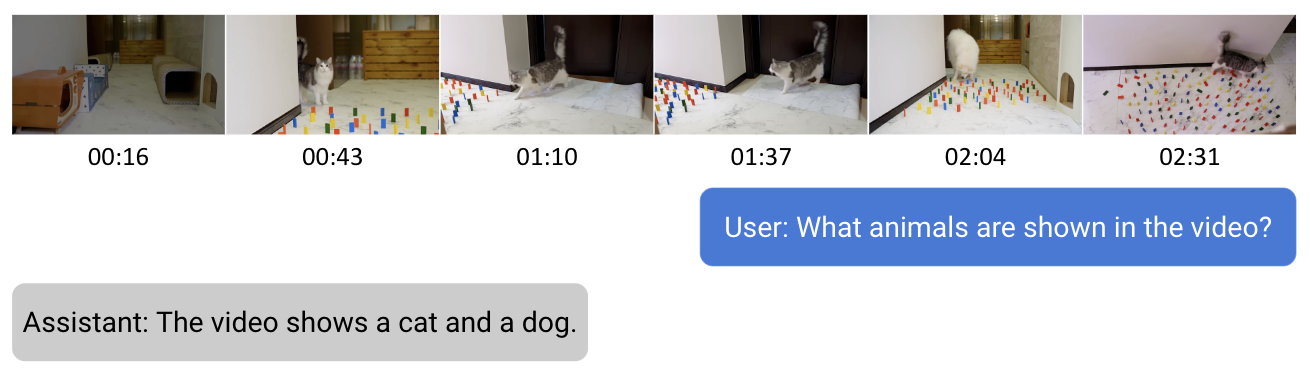 00:16 00:43 01:10 01:37 02:04 02:31
User: What animals are shown in the video?
Assistant: The video shows a cat and a dog.